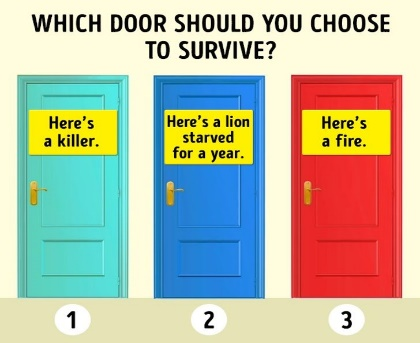 WHICH DOOR SHOULD YOU CHOOSE
TO SURVIVE?
Here's
a killer.
Here's a lion
starved
for a year.
Here's
a fire.
1
2
3